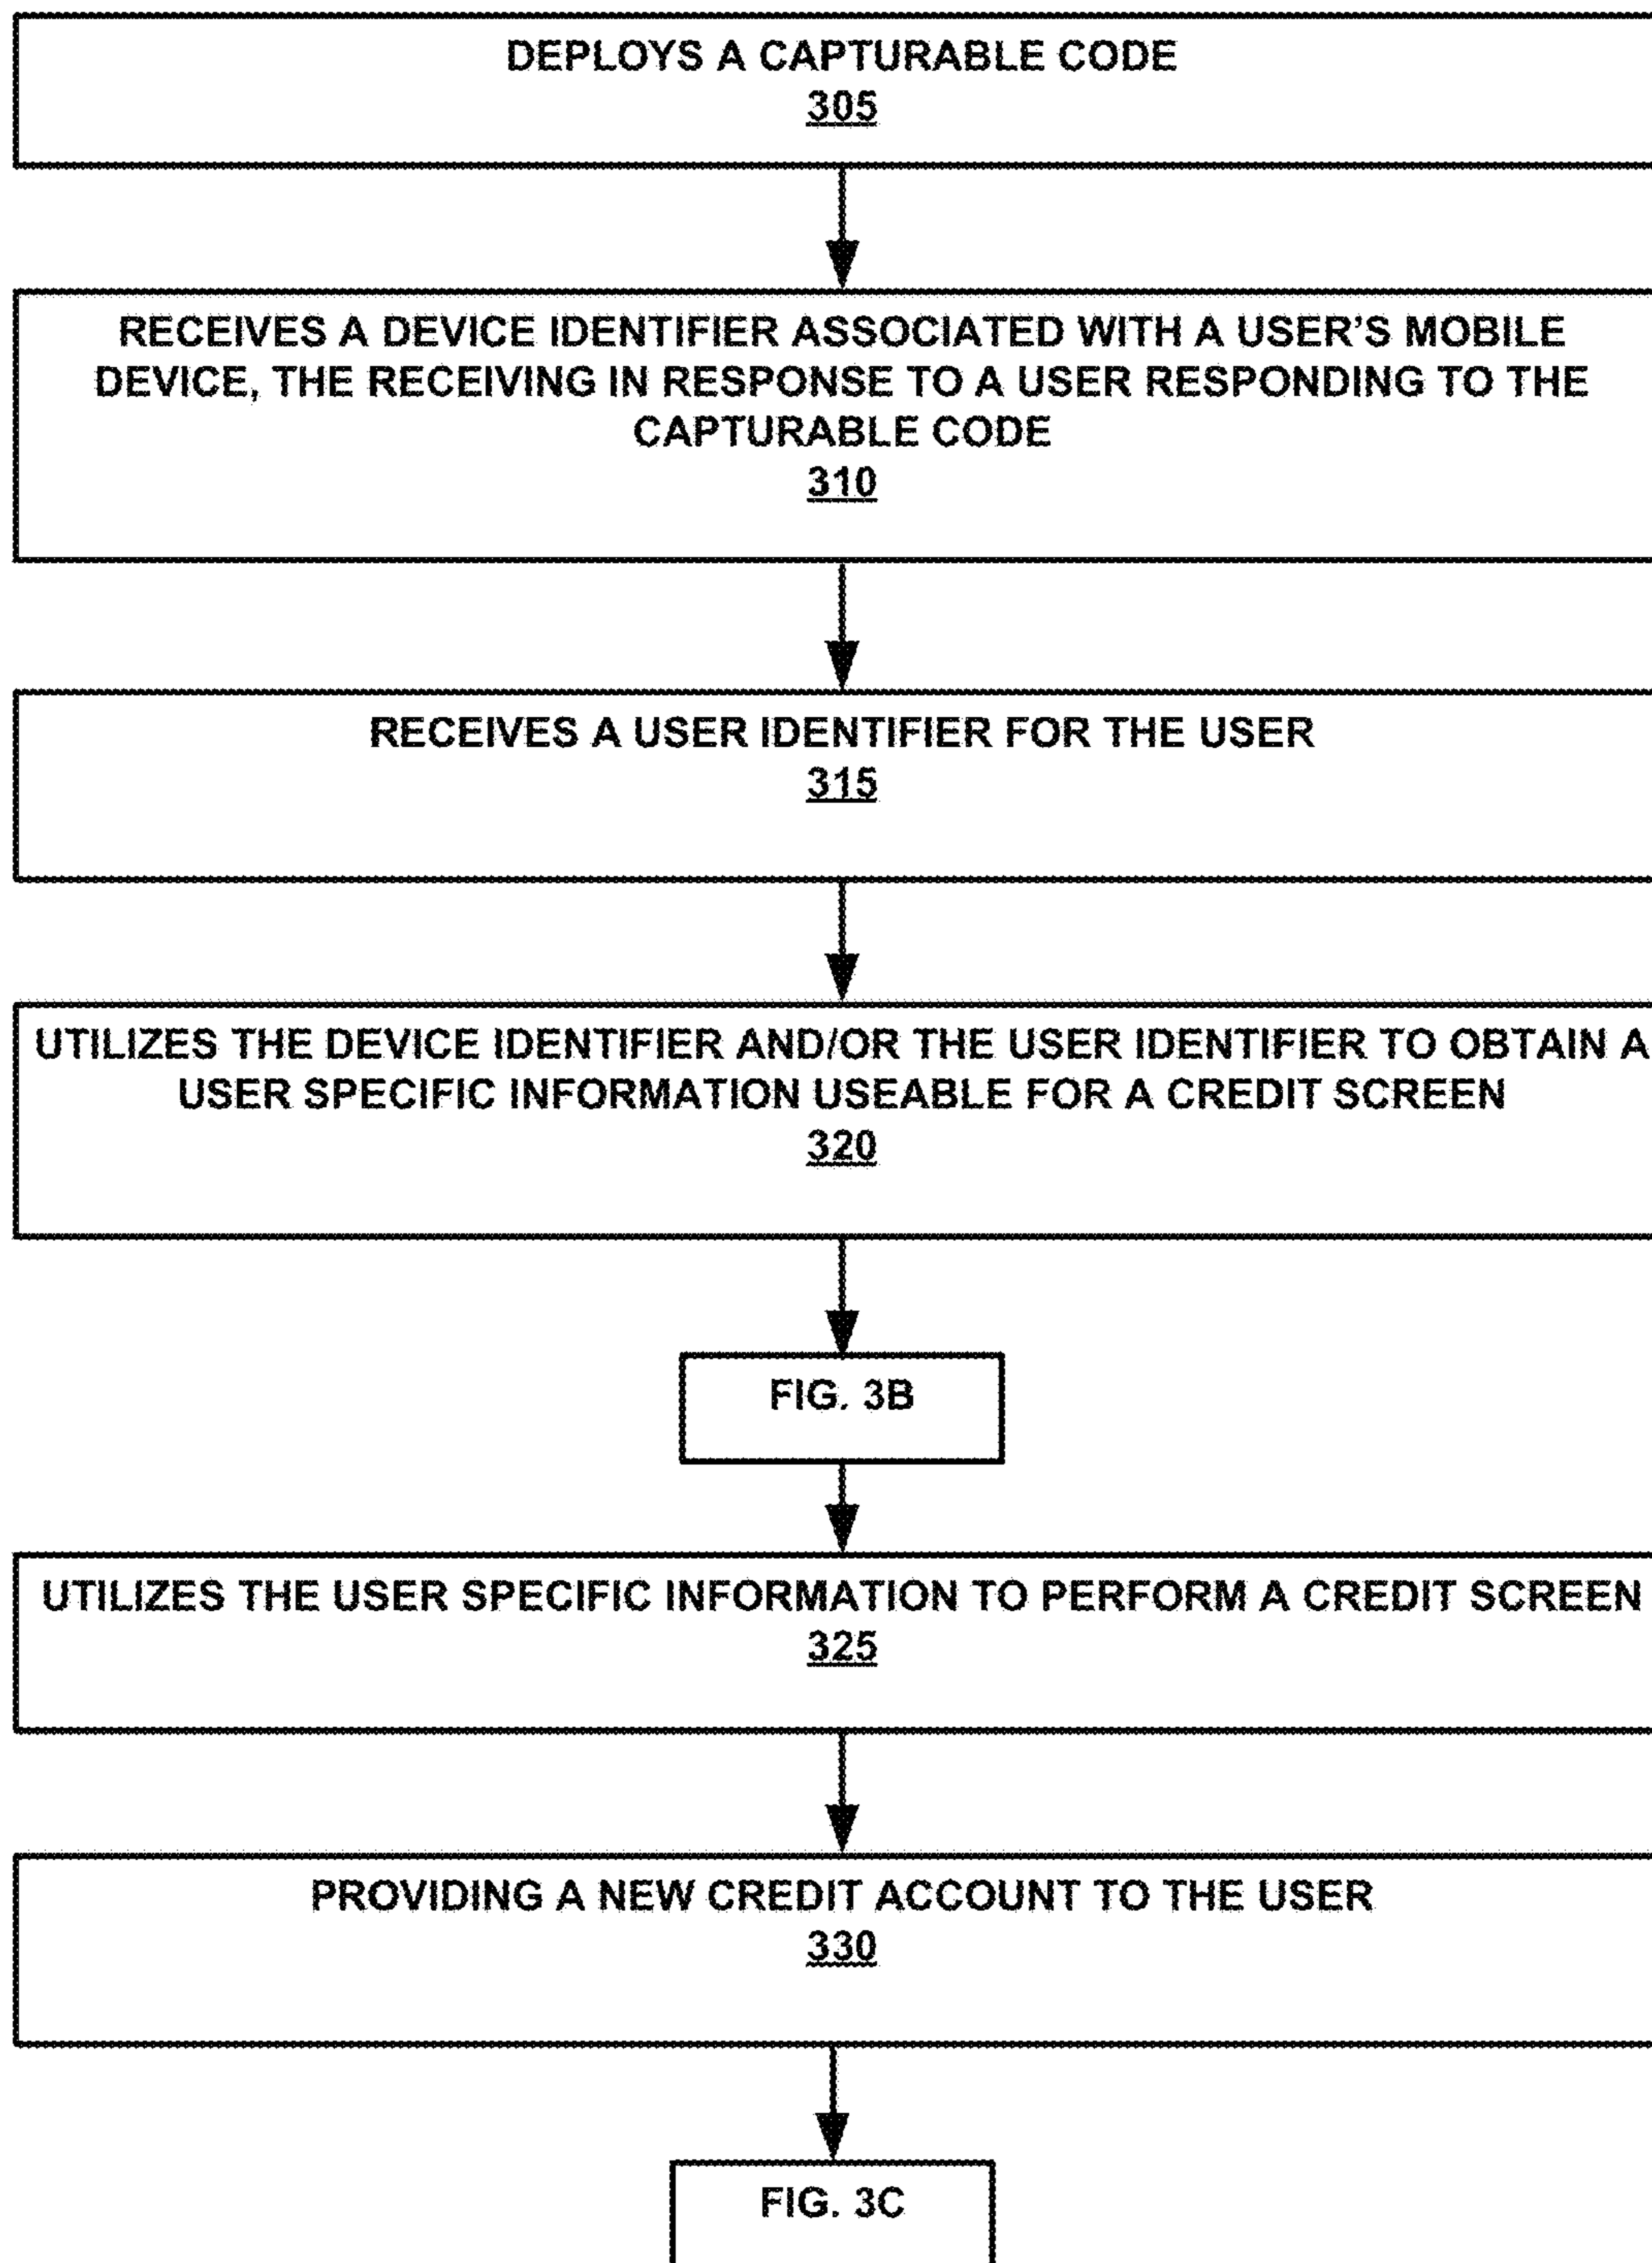 DEPLOYS A CAPTURABLE CODE
305
RECEIVES A DEVICE IDENTIFIER ASSOCIATED WITH A USER'S MOBILE
DEVICE, THE RECEIVING IN RESPONSE TO A USER RESPONDING TO THE
CAPTURABLE CODE
310
RECEIVES A USER IDENTIFIER FOR THE USER
315
UTILIZES THE DEVICE IDENTIFIER AND/OR THE USER IDENTIFIER TO OBTAIN A
USER SPECIFIC INFORMATION USEABLE FOR A CREDIT SCREEN
320
FIG. 3B
UTILIZES THE USER SPECIFIC INFORMATION TO PERFORM A CREDIT SCREEN
325
PROVIDING A NEW CREDIT ACCOUNT TO THE USER
330
FIG. 3C